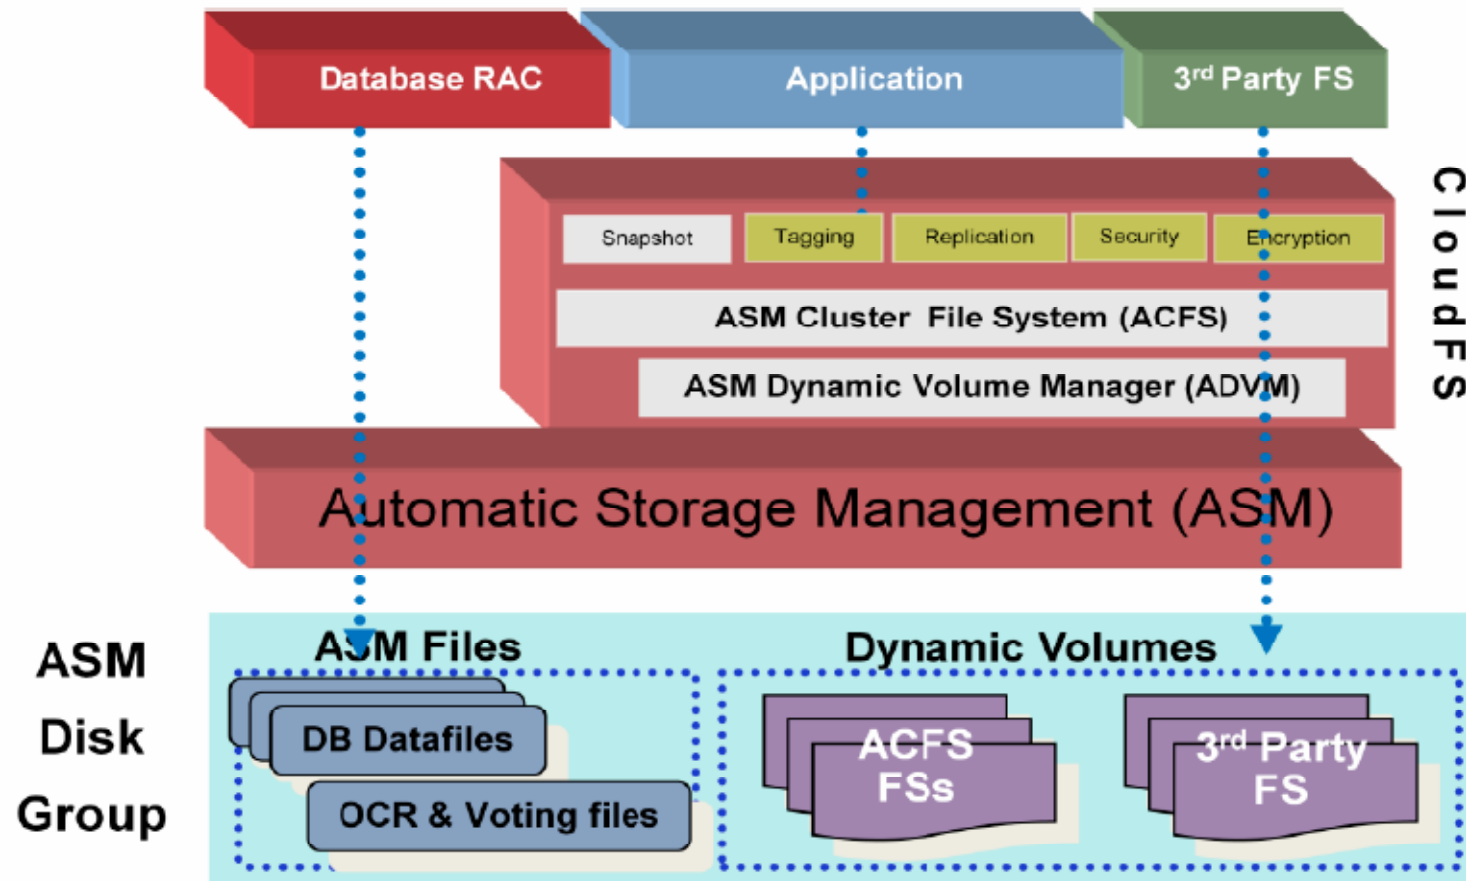 Database RAC
Application
3rd Party FS
CloudFS
Snapshot
Tagging
Replication
Security
Encryption
ASM Cluster File System (ACFS)
ASM Dynamic Volume Manager (ADVM)
Automatic Storage Management (ASM)
ASM
Disk
Group
ASM Files
DB Datafiles
OCR & Voting files
Dynamic Volumes
ACFS
FSs
3rd Party
FS